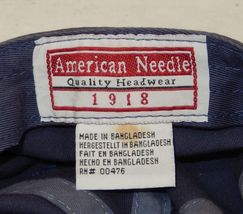 American Needle
Quality Headwear
1918
MADE IN BANGLADESH
HERGESTELLT IN BANGLADESH
FAIT EN BANGLADESH
HECHO EN BANGLADESH
RN# 00476